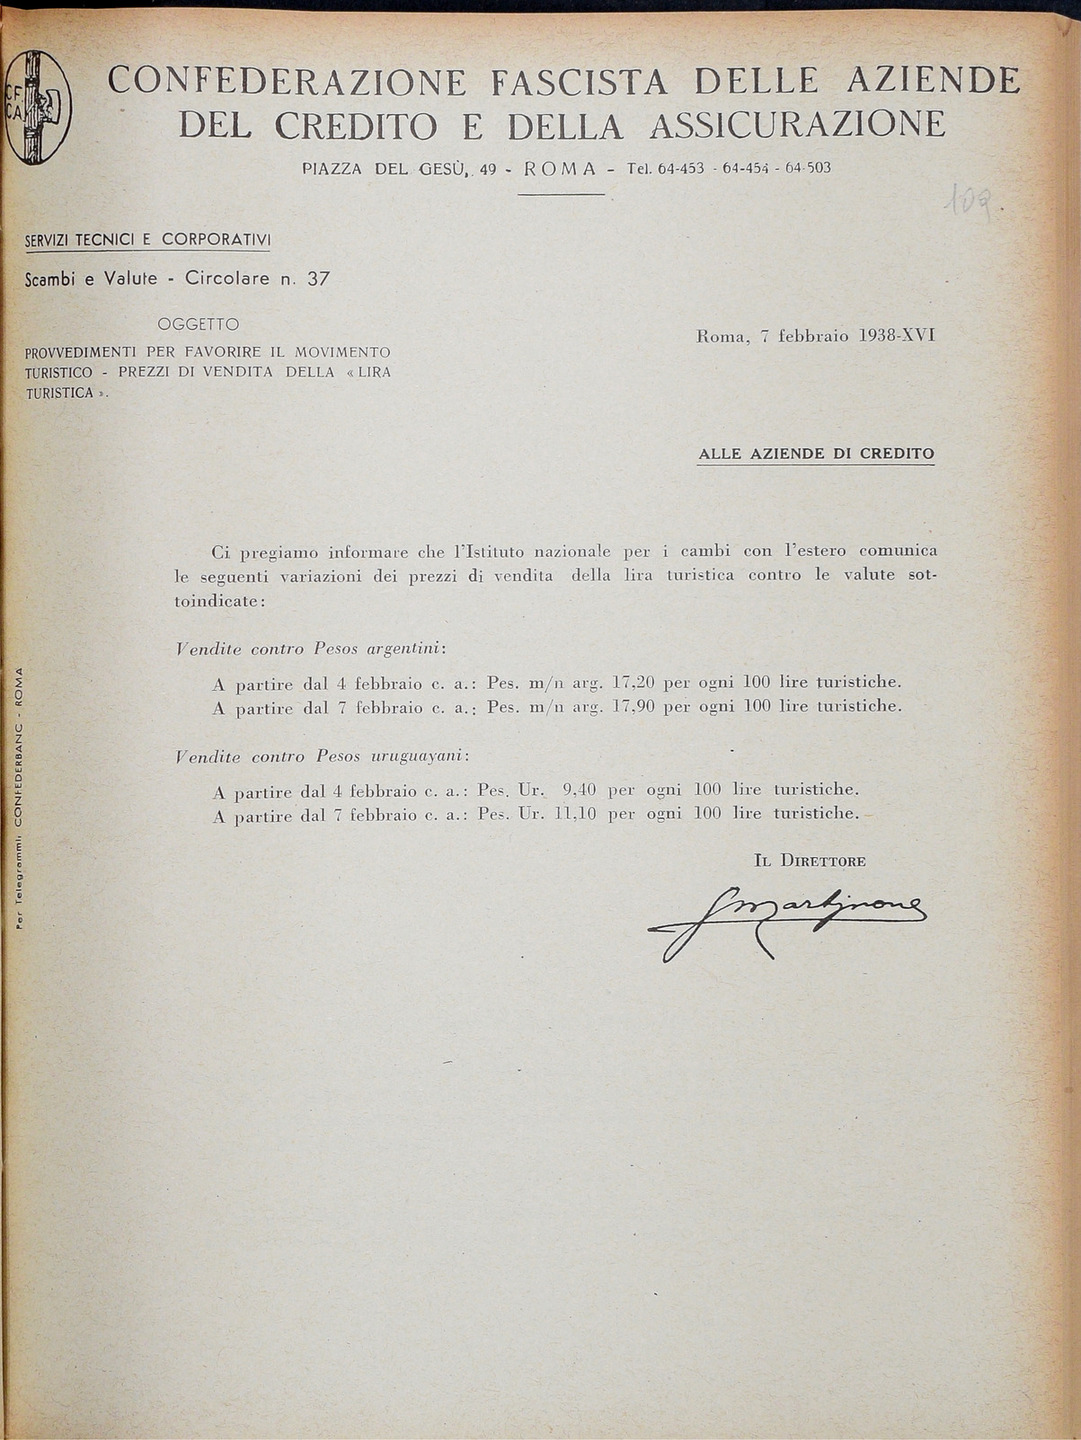 CF
CA
CONFEDERAZIONE FASCISTA DELLE AZIENDE
DEL CREDITO E DELLA ASSICURAZIONE
PIAZZA DEL GESÙ, 49 - ROMA - Tel. 64-453 - 64-454 - 64-503
109
SERVIZI TECNICI E CORPORATIVI
Scambi e Valute - Circolare n. 37
OGGETTO
PROVVEDIMENTI PER FAVORIRE IL MOVIMENTO
TURISTICO - PREZZI DI VENDITA DELLA « LIRA
TURISTICA ».
Roma, 7 febbraio 1938-XVI
ALLE AZIENDE DI CREDITO
Ci pregiamo informare che l'Istituto nazionale per i cambi con l'estero comunica
le seguenti variazioni dei prezzi di vendita della lira turistica contro le valute sot-
toindicate:
Vendite contro Pesos argentini:
A partire dal 4 febbraio c. a.: Pes. m/n arg. 17,20 per ogni 100 lire turistiche.
A partire dal 7 febbraio c. a.: Pes. m/n arg. 17,90 per ogni 100 lire turistiche.
Vendite contro Pesos uruguayani:
A partire dal 4 febbraio c. a.: Pes. Ur. 9,40 per ogni 100 lire turistiche.
A partire dal 7 febbraio c. a.: Pes. Ur. 11,10 per ogni 100 lire turistiche.
IL DIRETTORE
GMartinone
Per Telegrammi: CONFEDERBANC - ROMA